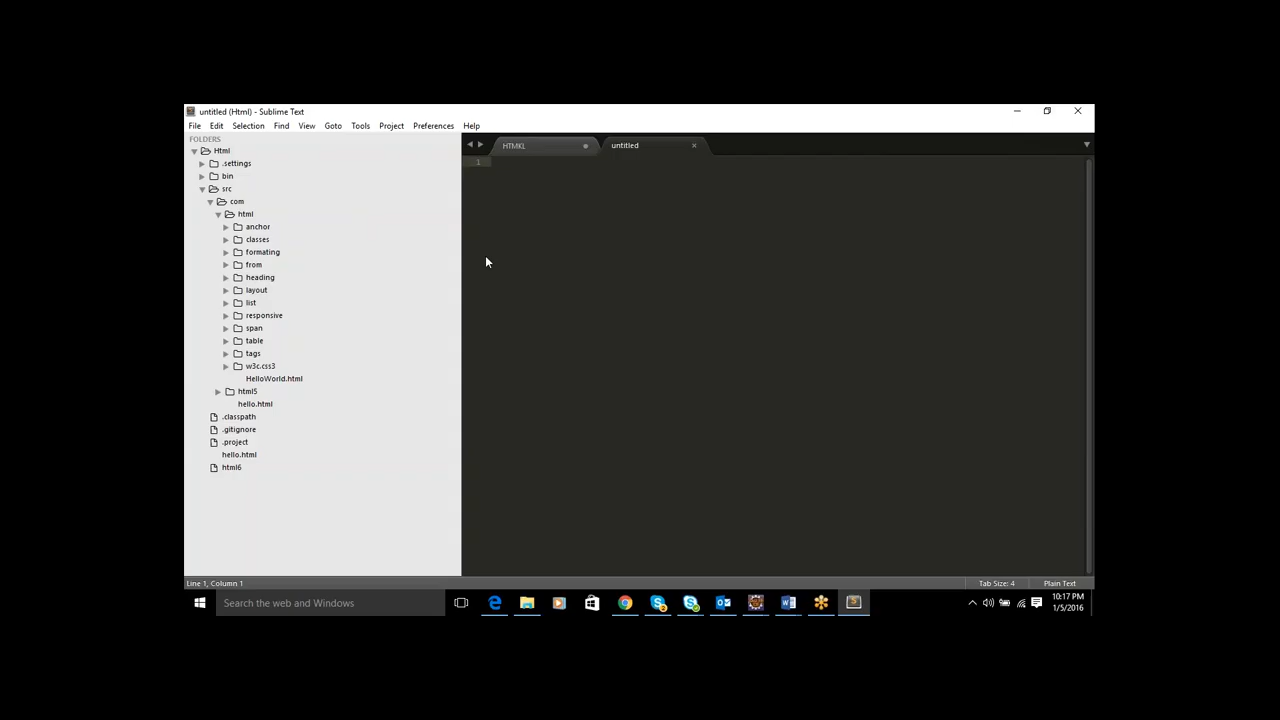 untitled (Html) - Sublime Text
File Edit Selection Find View Goto Tools Project Preferences Help
FOLDERS
Html
.settings
bin
src
com
html
anchor
classes
formating
from
heading
layout
list
responsive
span
table
tags
w3c.css3
HelloWorld.html
html5
hello.html
.classpath
.gitignore
.project
hello.html
html6
HTMKL untitled
1
Line 1, Column 1 Tab Size: 4 Plain Text
Search the web and Windows
10:17 PM
1/5/2016